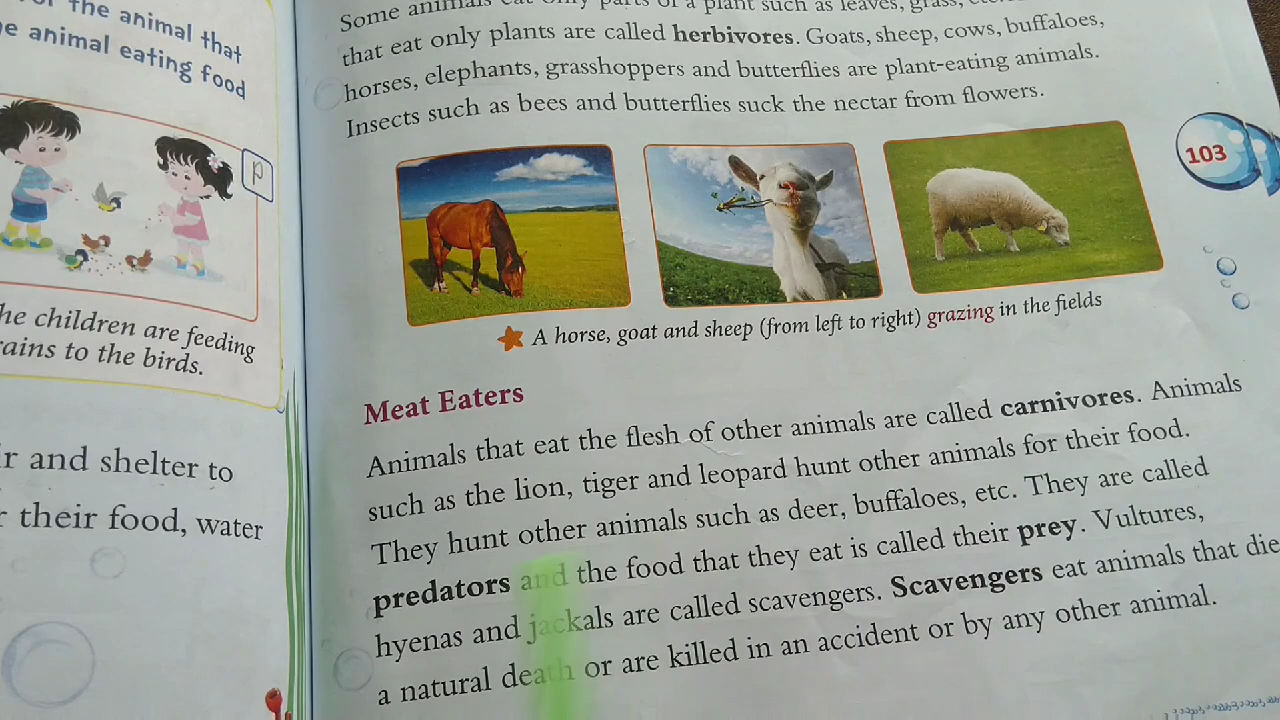 the animal that
animal eating food
p
he children are feeding
rains to the birds.
r and shelter to
their food, water
Some animals eat only parts of a plant such as leaves, grass,
that eat only plants are called herbivores. Goats, sheep, cows, buffaloes,
horses, elephants, grasshoppers and butterflies are plant-eating animals.
Insects such as bees and butterflies suck the nectar from flowers.
103
A horse, goat and sheep (from left to right) grazing in the fields
Meat Eaters
Animals that eat the flesh of other animals are called carnivores. Animals
such as the lion, tiger and leopard hunt other animals for their food.
They hunt other animals such as deer, buffaloes, etc. They are called
predators and the food that they eat is called their prey. Vultures,
hyenas and jackals are called scavengers. Scavengers eat animals that die
a natural death or are killed in an accident or by any other animal.